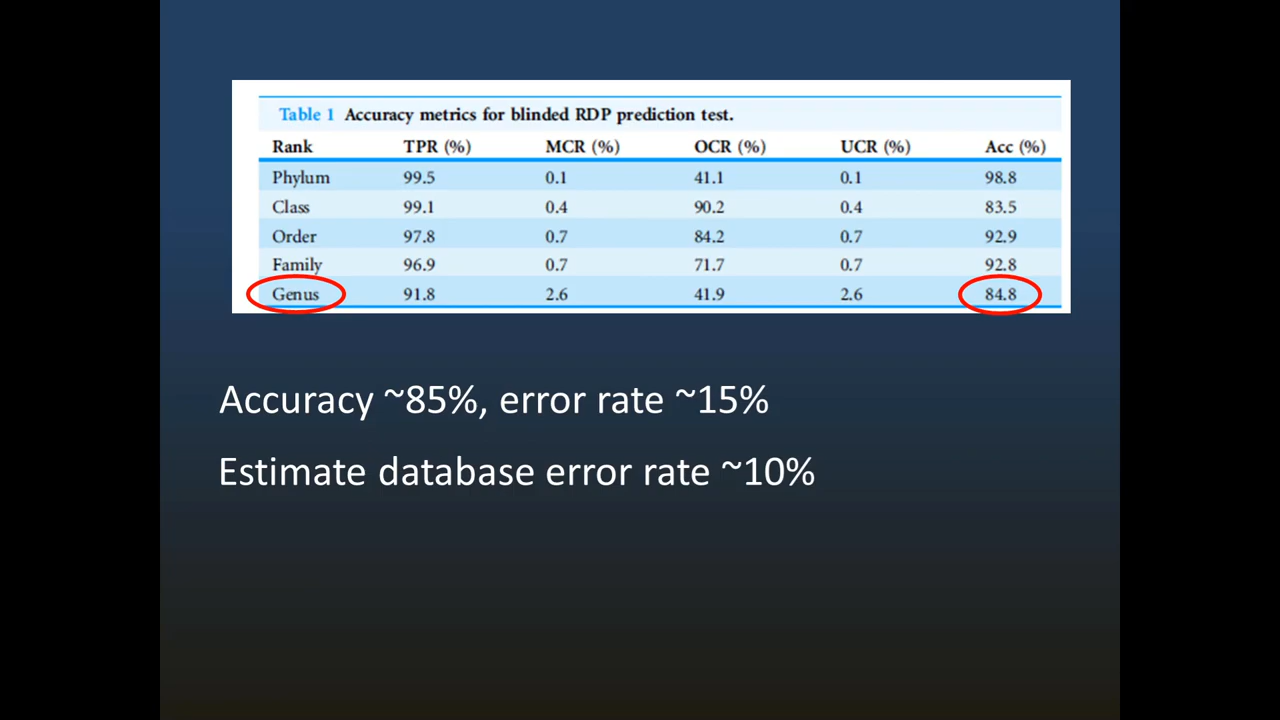 Table 1 Accuracy metrics for blinded RDP prediction test.
Rank TPR (%) MCR (%) OCR (%) UCR (%) Acc (%)
Phylum 99.5 0.1 41.1 0.1 98.8
Class 99.1 0.4 90.2 0.4 83.5
Order 97.8 0.7 84.2 0.7 92.9
Family 96.9 0.7 71.7 0.7 92.8
Genus 91.8 2.6 41.9 2.6 84.8
Accuracy ~85%, error rate ~15%
Estimate database error rate ~10%